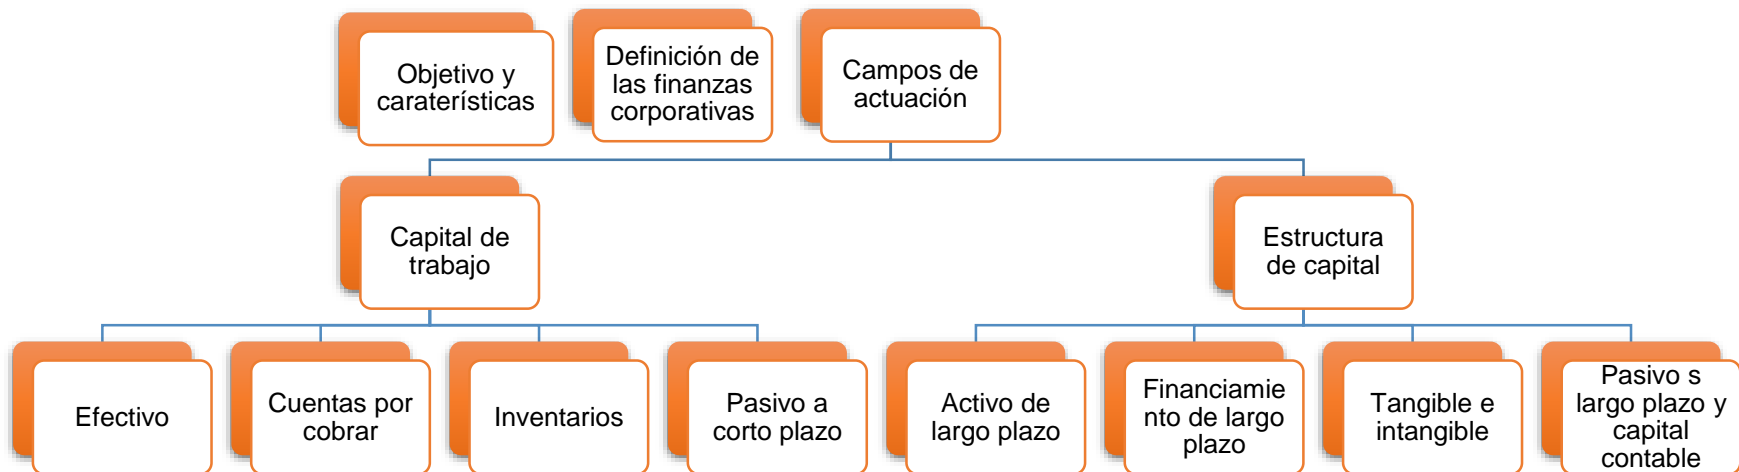 Objetivo y
caraterísticas
Definición de
las finanzas
corporativas
Campos de
actuación
Capital de
trabajo
Estructura
de capital
Efectivo
Cuentas por
cobrar
Inventarios
Pasivo a
corto plazo
Activo de
largo plazo
Financiamie
nto de largo
plazo
Tangible e
intangible
Pasivo s
largo plazo y
capital
contable